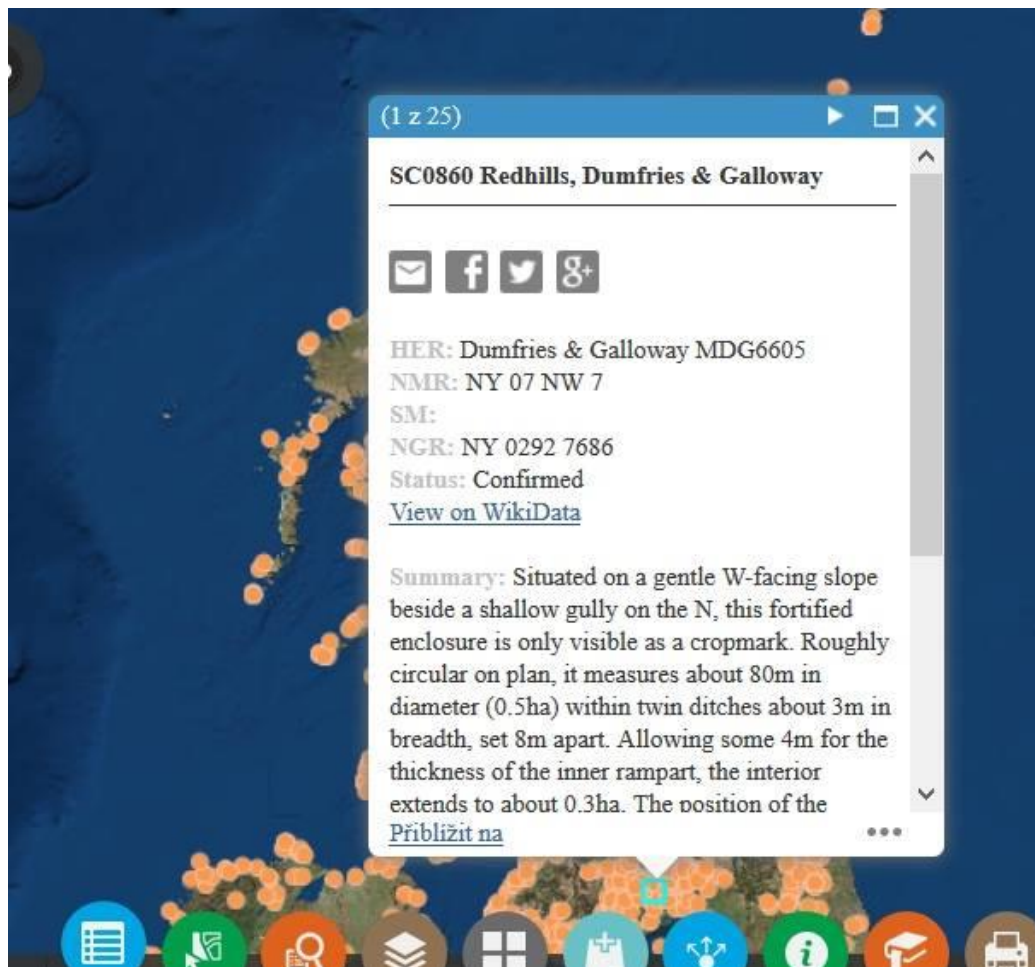 (1 z 25)
SC0860 Redhills, Dumfries & Galloway
HER: Dumfries & Galloway MDG6605
NMR: NY 07 NW 7
SM:
NGR: NY 0292 7686
Status: Confirmed
View on WikiData
Summary: Situated on a gentle W-facing slope
beside a shallow gully on the N, this fortified
enclosure is only visible as a cropmark. Roughly
circular on plan, it measures about 80m in
diameter (0.5ha) within twin ditches about 3m in
breadth, set 8m apart. Allowing some 4m for the
thickness of the inner rampart, the interior
extends to about 0.3ha. The position of the
Přibližit na